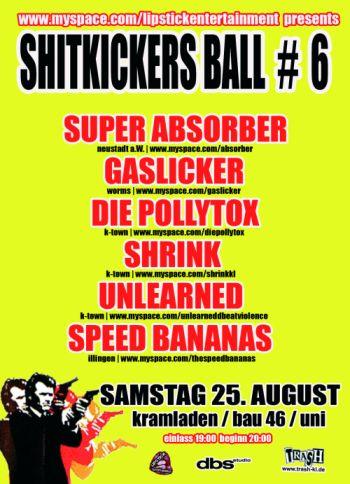 www.myspace.com/lipstickentertainment presents
SHITKICKERS BALL # 6
SUPER ABSORBER
neustadt a.W. | www.myspace.com/absorber
GASLICKER
worms | www.myspace.com/gaslicker
DIE POLLYTOX
k-town | www.myspace.com/diepollytox
SHRINK
k-town | www.myspace.com/shrinkkl
UNLEARNED
k-town | www.myspace.com/unlearneddbeatviolence
SPEED BANANAS
illingen | www.myspace.com/thespeedbananas
SAMSTAG 25. AUGUST
kramladen / bau 46 / uni
einlass 19:00 beginn 20:00
dbs studio
TRASH
www.trash-kl.de